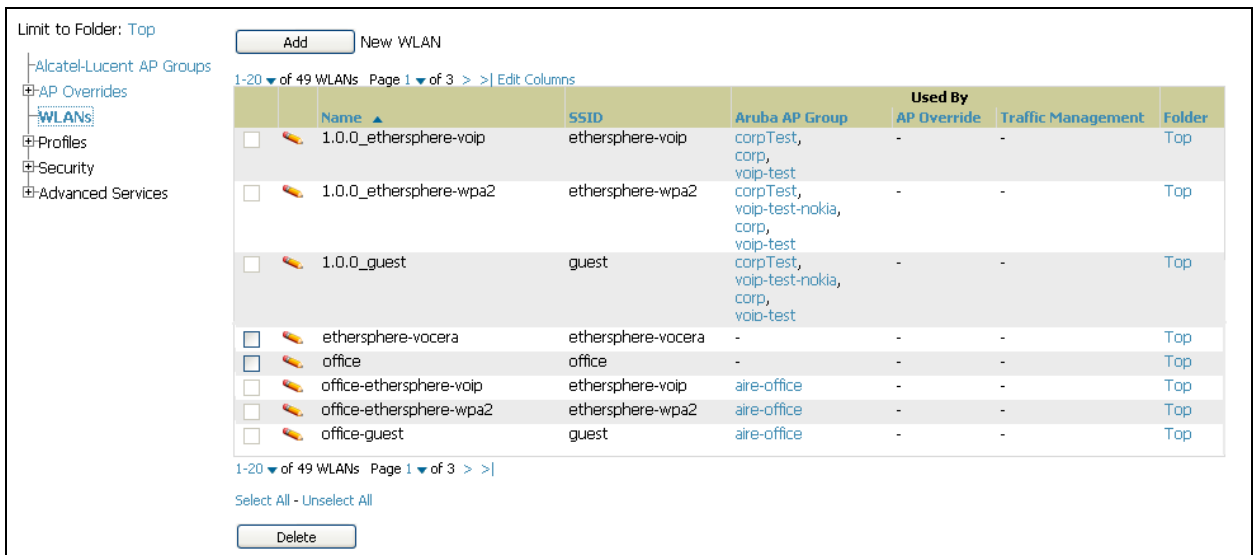 Limit to Folder: Top
Alcatel-Lucent AP Groups
AP Overrides
WLANs
Profiles
Security
Advanced Services
Add New WLAN
1-20 of 49 WLANs Page 1 of 3 > >| Edit Columns
Used By
Name SSID Aruba AP Group AP Override Traffic Management Folder
1.0.0_ethersphere-voip ethersphere-voip corpTest, - - Top
corp,
voip-test
1.0.0_ethersphere-wpa2 ethersphere-wpa2 corpTest, - - Top
voip-test-nokia,
corp,
voip-test
1.0.0_guest guest corpTest, - - Top
voip-test-nokia,
corp,
voip-test
ethersphere-vocera ethersphere-vocera - - - Top
office office - - - Top
office-ethersphere-voip ethersphere-voip aire-office - - Top
office-ethersphere-wpa2 ethersphere-wpa2 aire-office - - Top
office-guest guest aire-office - - Top
1-20 of 49 WLANs Page 1 of 3 > >|
Select All - Unselect All
Delete